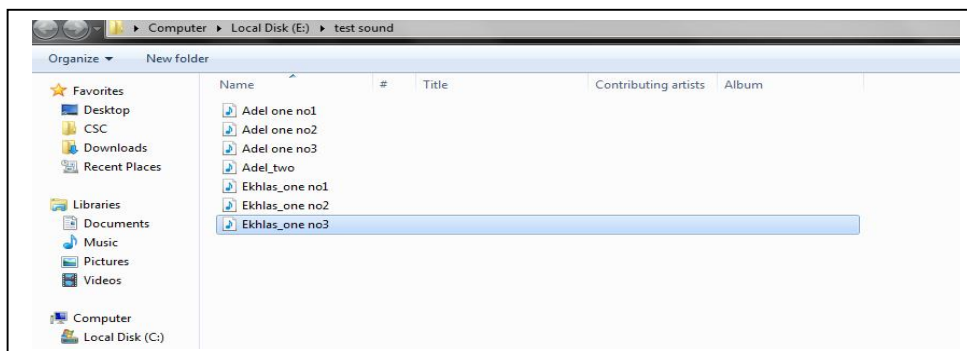 Computer ▸ Local Disk (E:) ▸ test sound
Organize ▾ New folder
Favorites
Desktop
CSC
Downloads
Recent Places
Libraries
Documents
Music
Pictures
Videos
Computer
Local Disk (C:)
Name # Title Contributing artists Album
Adel one no1
Adel one no2
Adel one no3
Adel_two
Ekhlas_one no1
Ekhlas_one no2
Ekhlas_one no3